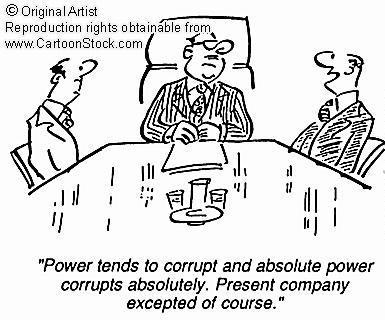 © Original Artist
Reproduction rights obtainable from
www.CartoonStock.com
"Power tends to corrupt and absolute power
corrupts absolutely. Present company
excepted of course."